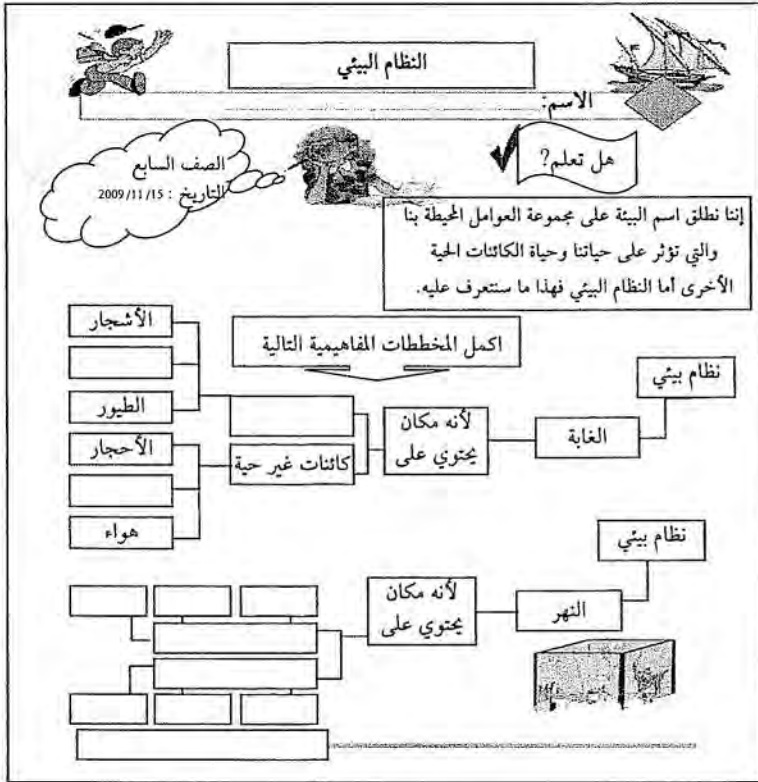 النظام البيئي
الاسم:
هل تعلم?
الصف السابع
التاريخ : 2009/11/15
إننا نطلق اسم البيئة على مجموعة العوامل المحيطة بنا
والتي تؤثر على حياتنا وحياة الكائنات الحية
الأخرى أما النظام البيئي فهذا ما سنتعرف عليه.
اكمل المخططات المفاهيمية التالية
نظام بيئي
الغابة
لأنه مكان
يحتوي على
كائنات غير حية
الأشجار
الطيور
الأحجار
هواء
نظام بيئي
النهر
لأنه مكان
يحتوي على